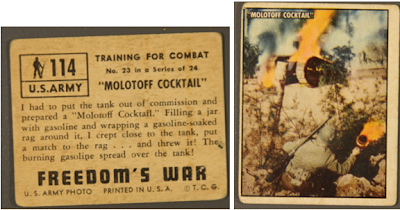 114
U.S. ARMY
TRAINING FOR COMBAT
No. 23 in a Series of 24
"MOLOTOFF COCKTAIL"
I had to put the tank out of commission and
prepared a "Molotoff Cocktail." Filling a jar
with gasoline and wrapping a gasoline-soaked
rag around it, I crept close to the tank, put
a match to the rag . . . and threw it! The
burning gasoline spread over the tank!
FREEDOM'S WAR
U. S. ARMY PHOTO PRINTED IN U.S.A. © T.C.G.
"MOLOTOFF COCKTAIL"